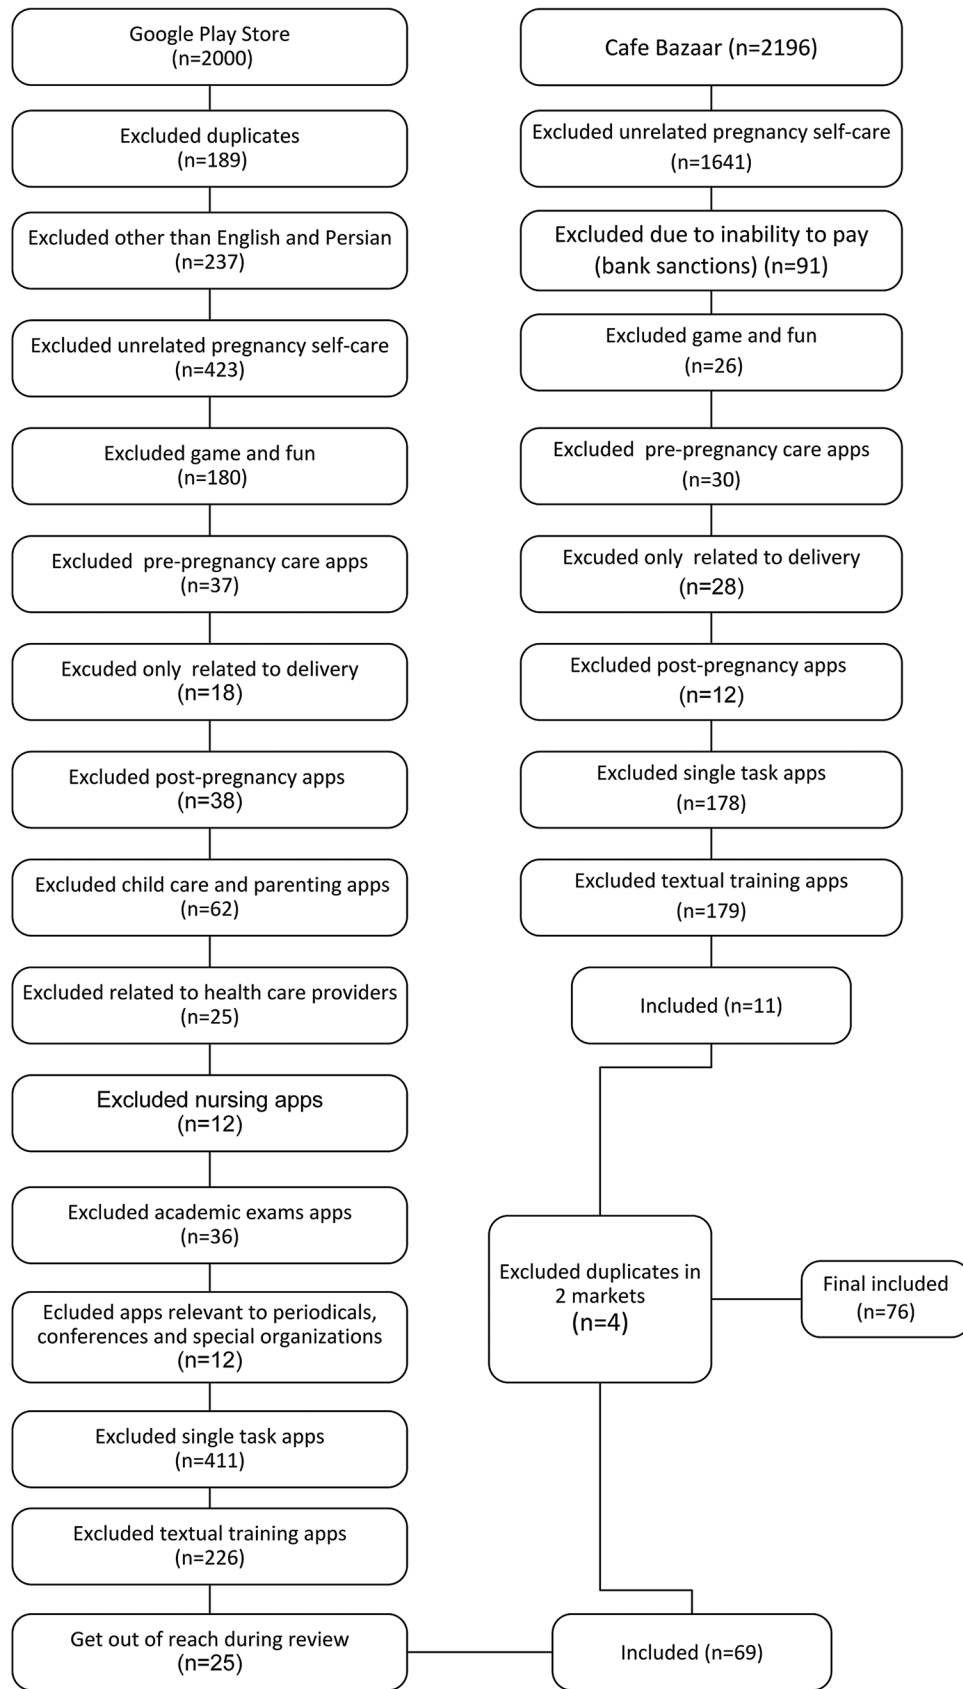 Google Play Store
(n=2000)
Excluded duplicates
(n=189)
Excluded other than English and Persian
(n=237)
Excluded unrelated pregnancy self-care
(n=423)
Excluded game and fun
(n=180)
Excluded pre-pregnancy care apps
(n=37)
Excuded only related to delivery
(n=18)
Excluded post-pregnancy apps
(n=38)
Excluded child care and parenting apps
(n=62)
Excluded related to health care providers
(n=25)
Excluded nursing apps
(n=12)
Excluded academic exams apps
(n=36)
Ecluded apps relevant to periodicals,
conferences and special organizations
(n=12)
Excluded single task apps
(n=411)
Excluded textual training apps
(n=226)
Get out of reach during review
(n=25)
Cafe Bazaar (n=2196)
Excluded unrelated pregnancy self-care
(n=1641)
Excluded due to inability to pay
(bank sanctions) (n=91)
Excluded game and fun
(n=26)
Excluded pre-pregnancy care apps
(n=30)
Excuded only related to delivery
(n=28)
Excluded post-pregnancy apps
(n=12)
Excluded single task apps
(n=178)
Excluded textual training apps
(n=179)
Included (n=11)
Excluded duplicates in
2 markets
(n=4)
Final included
(n=76)
Included (n=69)